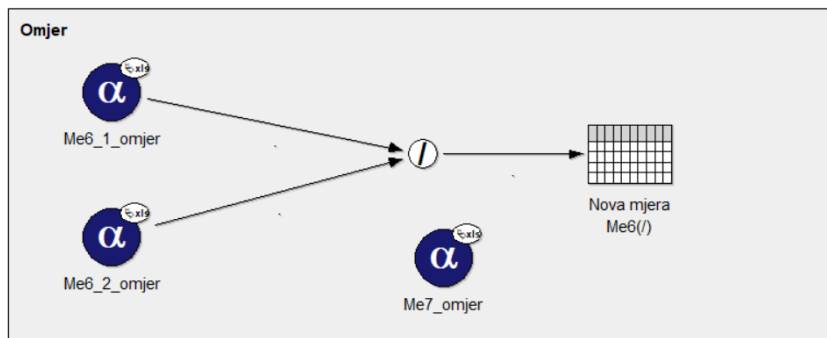 Omjer
α
xls
Me6_1_omjer
/
Nova mjera
Me6(/)
α
xls
Me6_2_omjer
α
xls
Me7_omjer